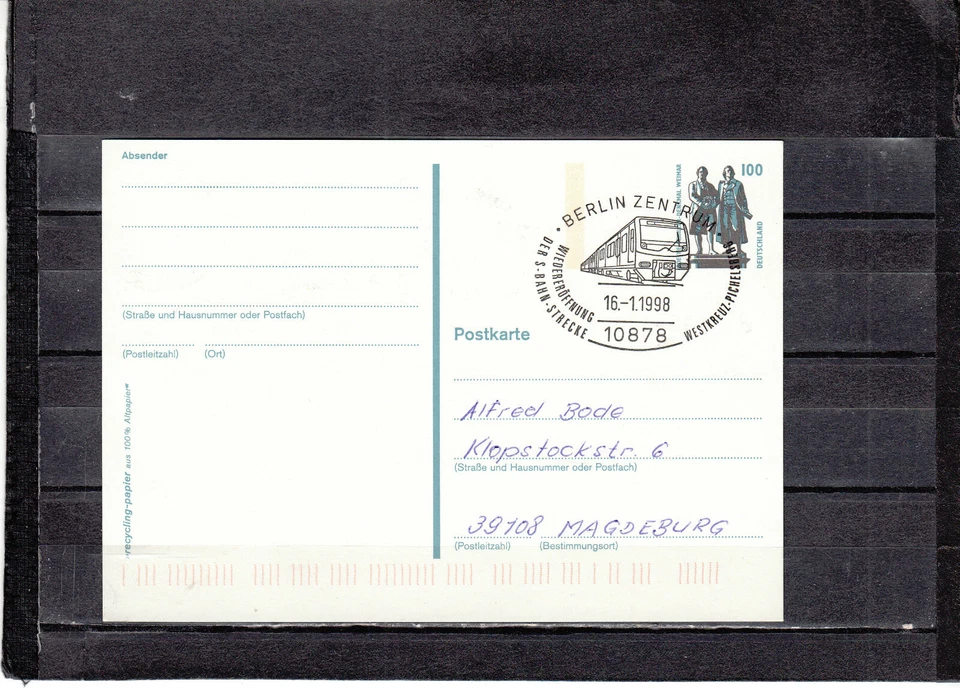 Absender
(Straße und Hausnummer oder Postfach)
(Postleitzahl) (Ort)
»recycling-papier aus 100% Altpapier«
100
DEUTSCHLAND
WEIMAR
BERLIN ZENTRUM
WIEDERERÖFFNUNG
DER S-BAHN-STRECKE
WESTKREUZ-PICHELSBERG
16.-1.1998
10878
Postkarte
Alfred Bode
Klopstockstr. 6
(Straße und Hausnummer oder Postfach)
39108 MAGDEBURG
(Postleitzahl) (Bestimmungsort)